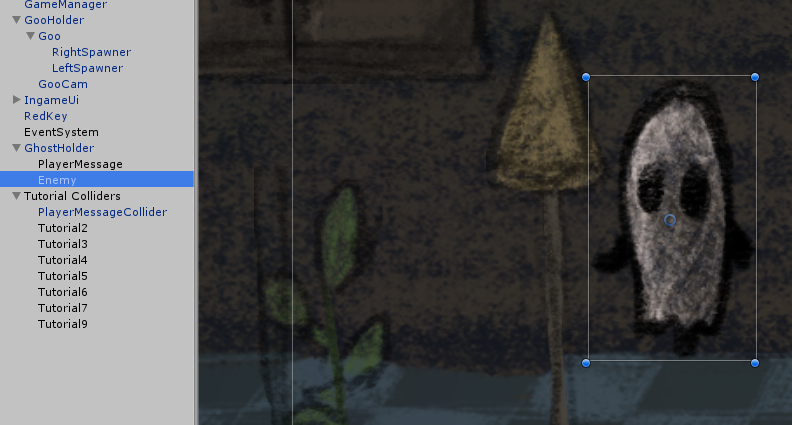 GameManager
GooHolder
Goo
RightSpawner
LeftSpawner
GooCam
IngameUi
RedKey
EventSystem
GhostHolder
PlayerMessage
Enemy
Tutorial Colliders
PlayerMessageCollider
Tutorial2
Tutorial3
Tutorial4
Tutorial5
Tutorial6
Tutorial7
Tutorial9